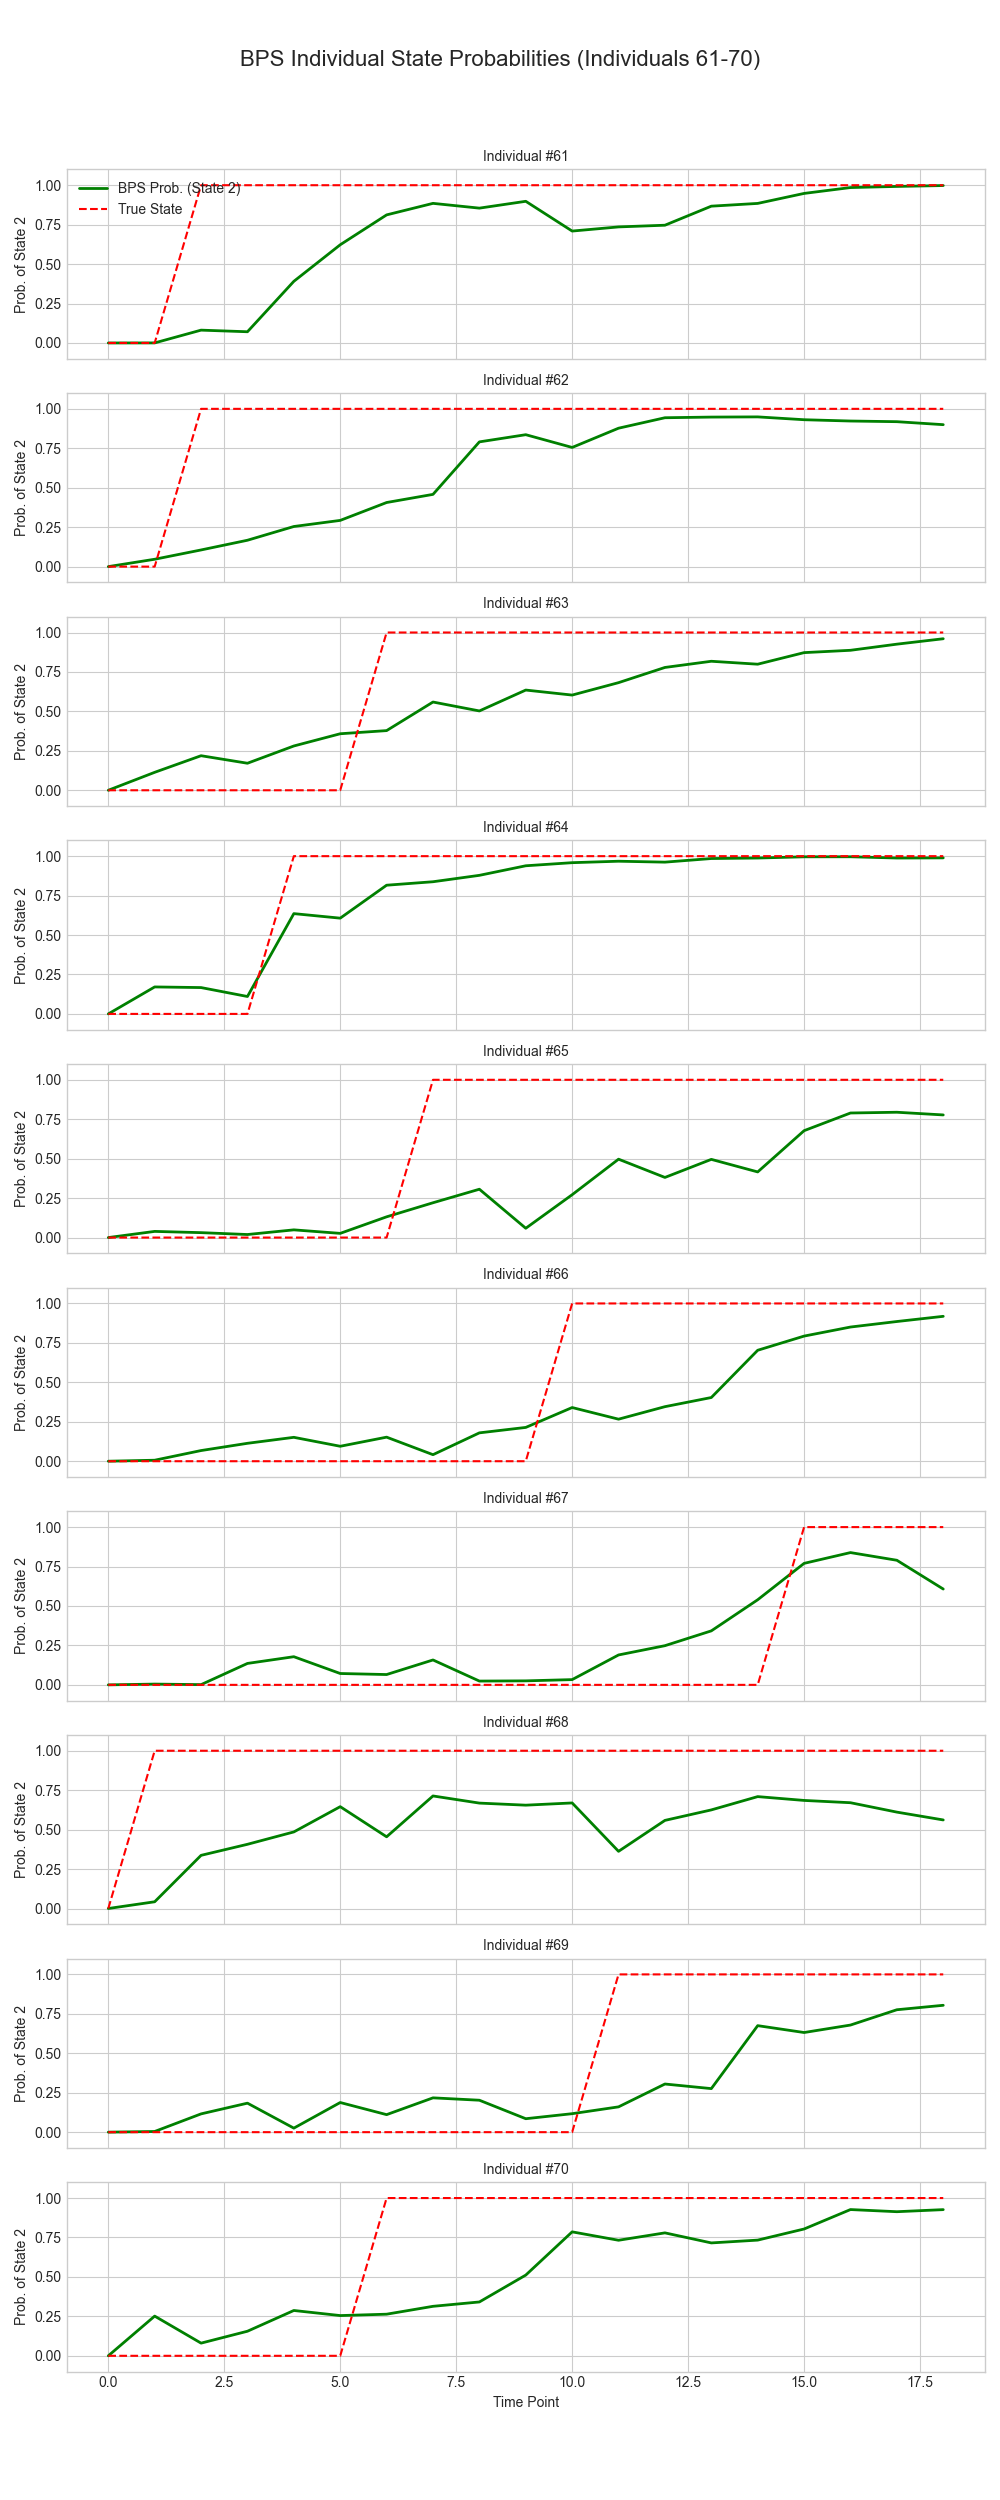 BPS Individual State Probabilities (Individuals 61-70)
Individual #61
BPS Prob. (State 2)
True State
Prob. of State 2
1.00
0.75
0.50
0.25
0.00
Individual #62
Prob. of State 2
1.00
0.75
0.50
0.25
0.00
Individual #63
Prob. of State 2
1.00
0.75
0.50
0.25
0.00
Individual #64
Prob. of State 2
1.00
0.75
0.50
0.25
0.00
Individual #65
Prob. of State 2
1.00
0.75
0.50
0.25
0.00
Individual #66
Prob. of State 2
1.00
0.75
0.50
0.25
0.00
Individual #67
Prob. of State 2
1.00
0.75
0.50
0.25
0.00
Individual #68
Prob. of State 2
1.00
0.75
0.50
0.25
0.00
Individual #69
Prob. of State 2
1.00
0.75
0.50
0.25
0.00
Individual #70
Prob. of State 2
1.00
0.75
0.50
0.25
0.00
0.0 2.5 5.0 7.5 10.0 12.5 15.0 17.5
Time Point